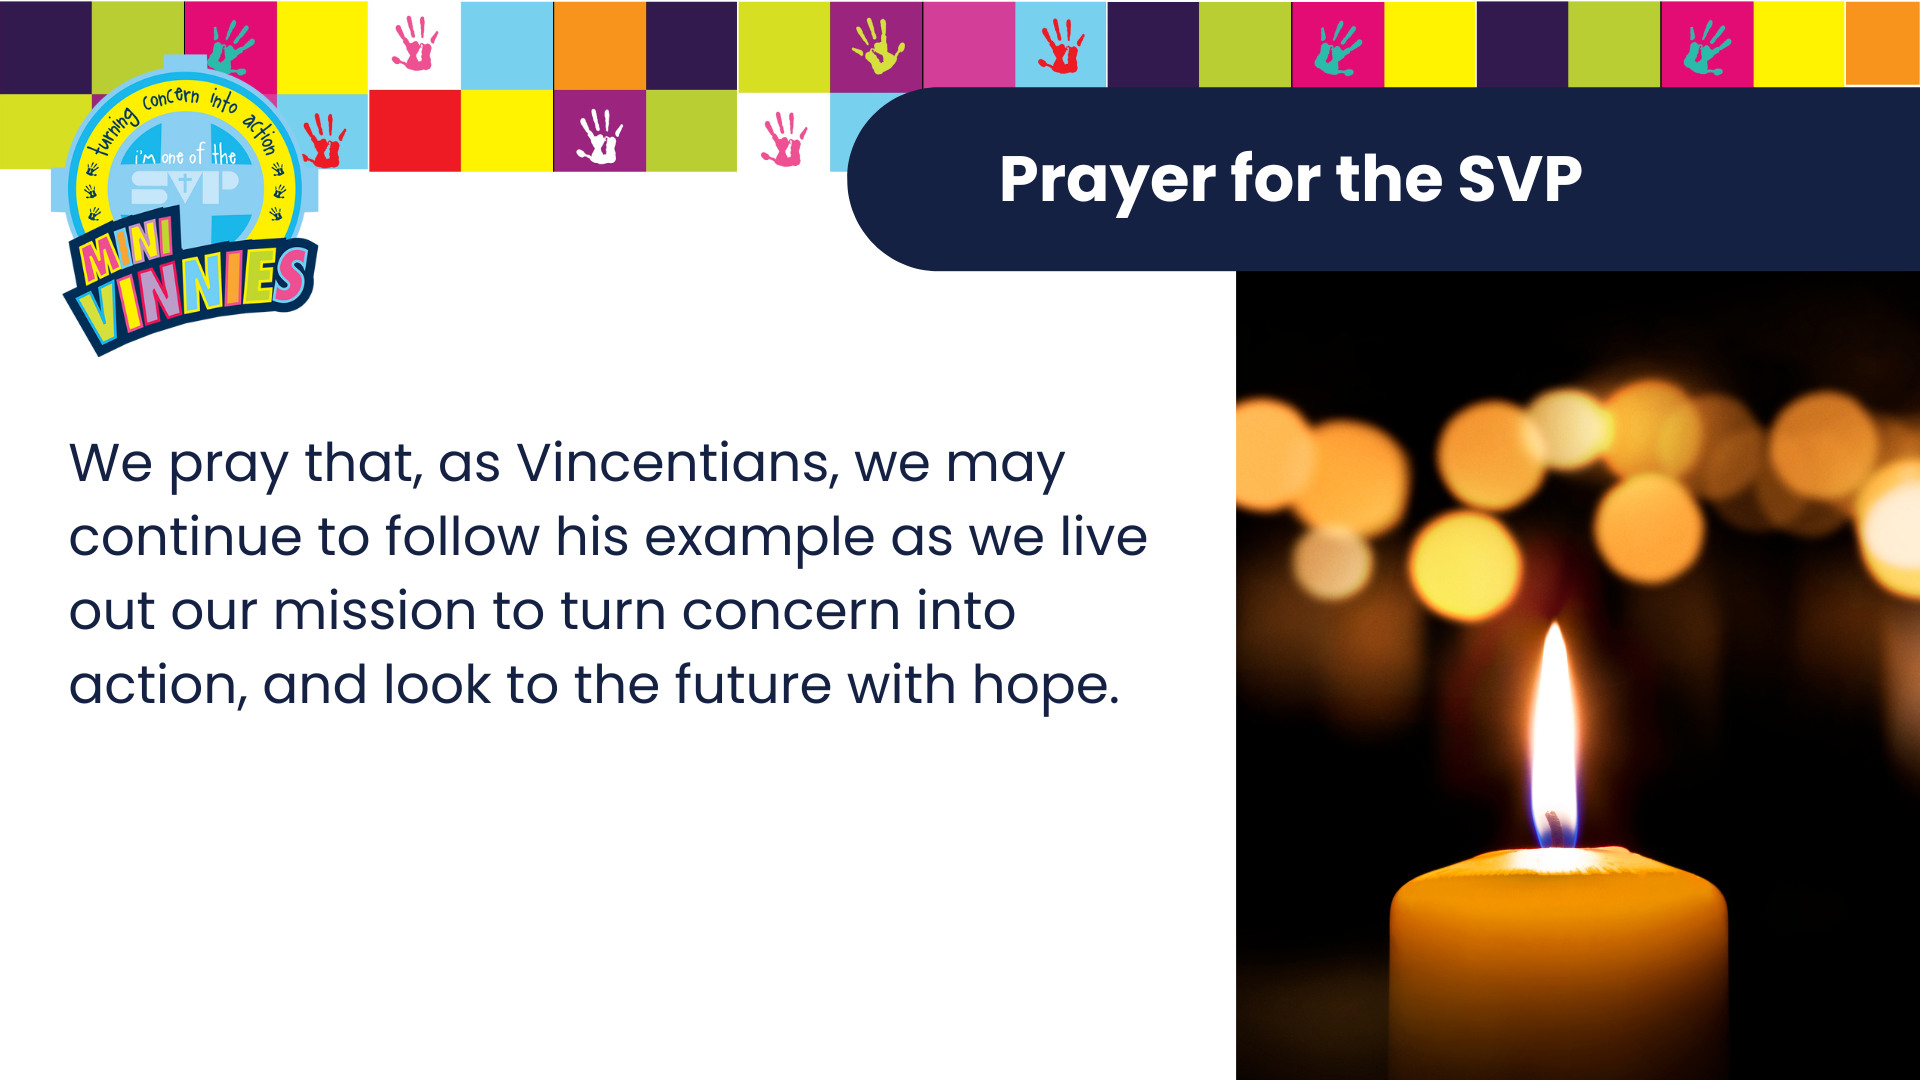 turning concern into action
i'm one of the
SVP
MINI
VINNIES
Prayer for the SVP
We pray that, as Vincentians, we may
continue to follow his example as we live
out our mission to turn concern into
action, and look to the future with hope.